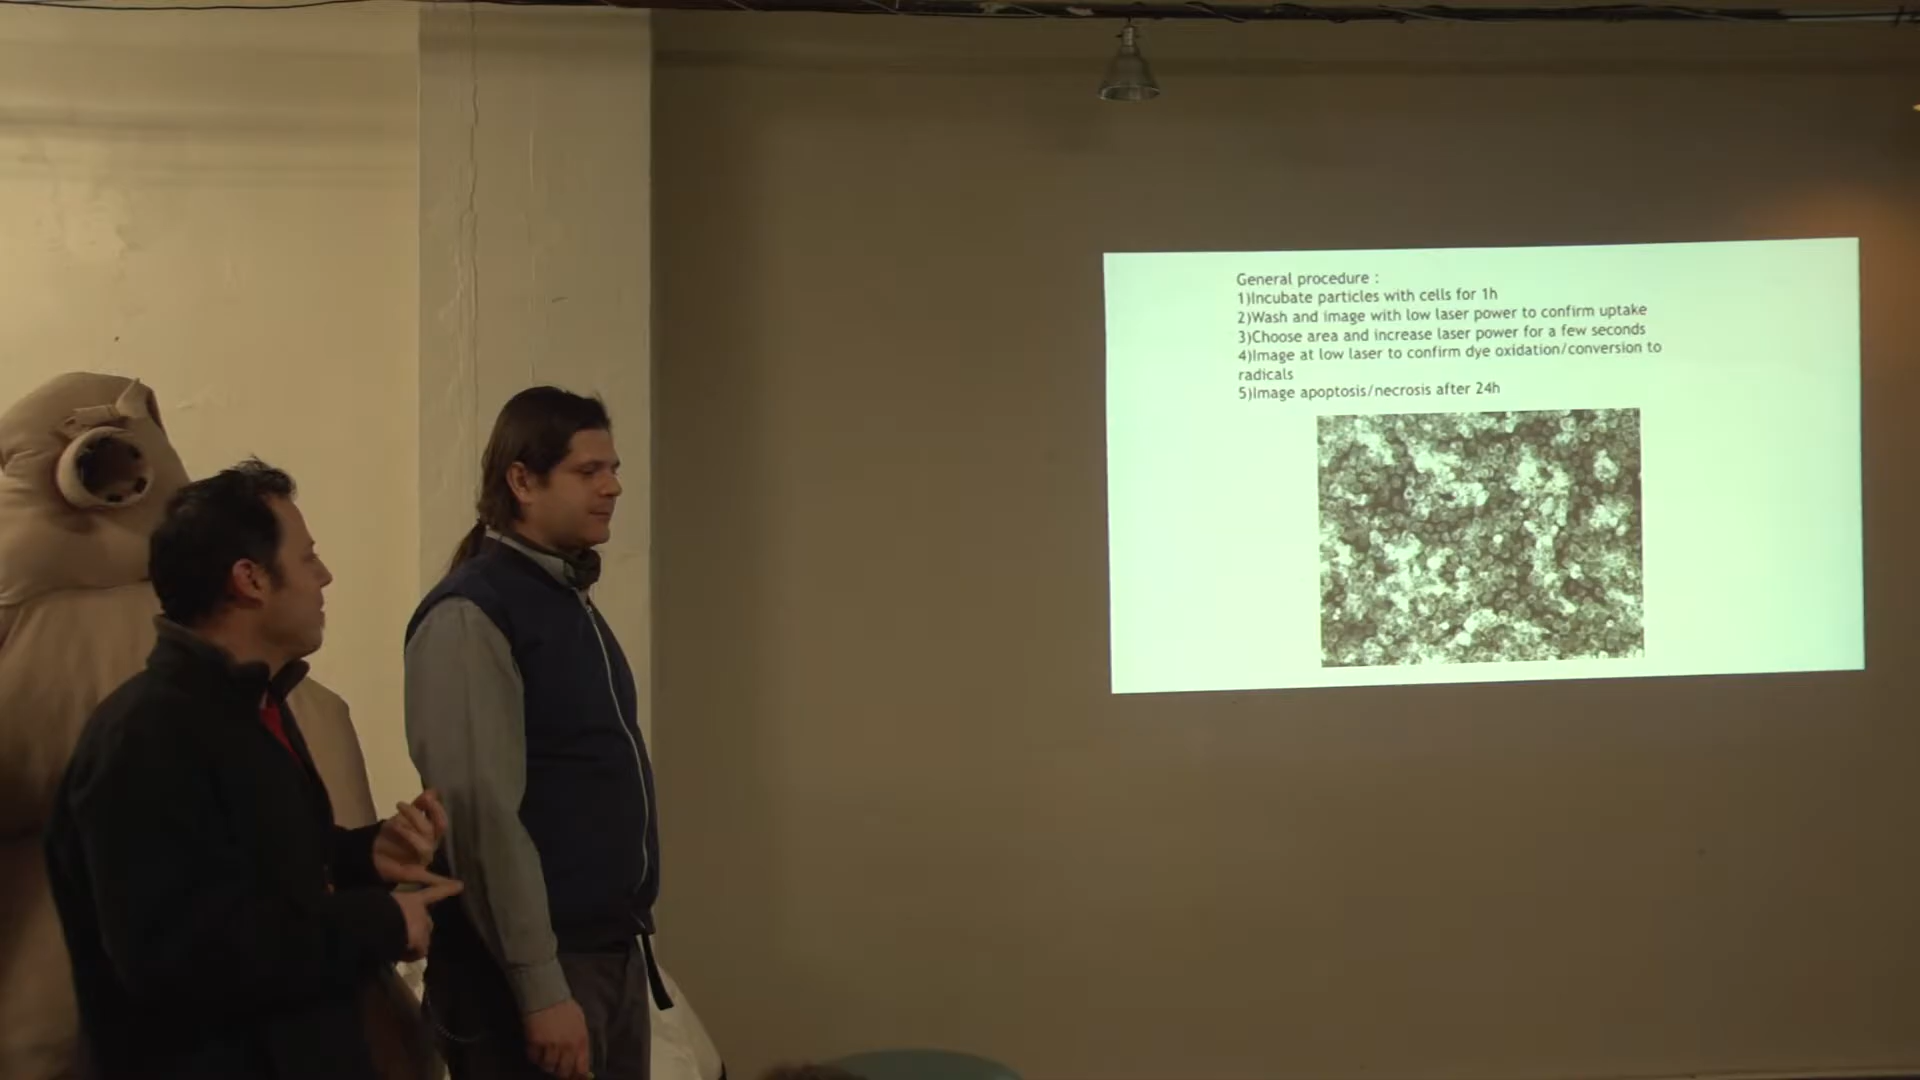 General procedure :
1)Incubate particles with cells for 1h
2)Wash and image with low laser power to confirm uptake
3)Choose area and increase laser power for a few seconds
4)Image at low laser to confirm dye oxidation/conversion to
radicals
5)Image apoptosis/necrosis after 24h